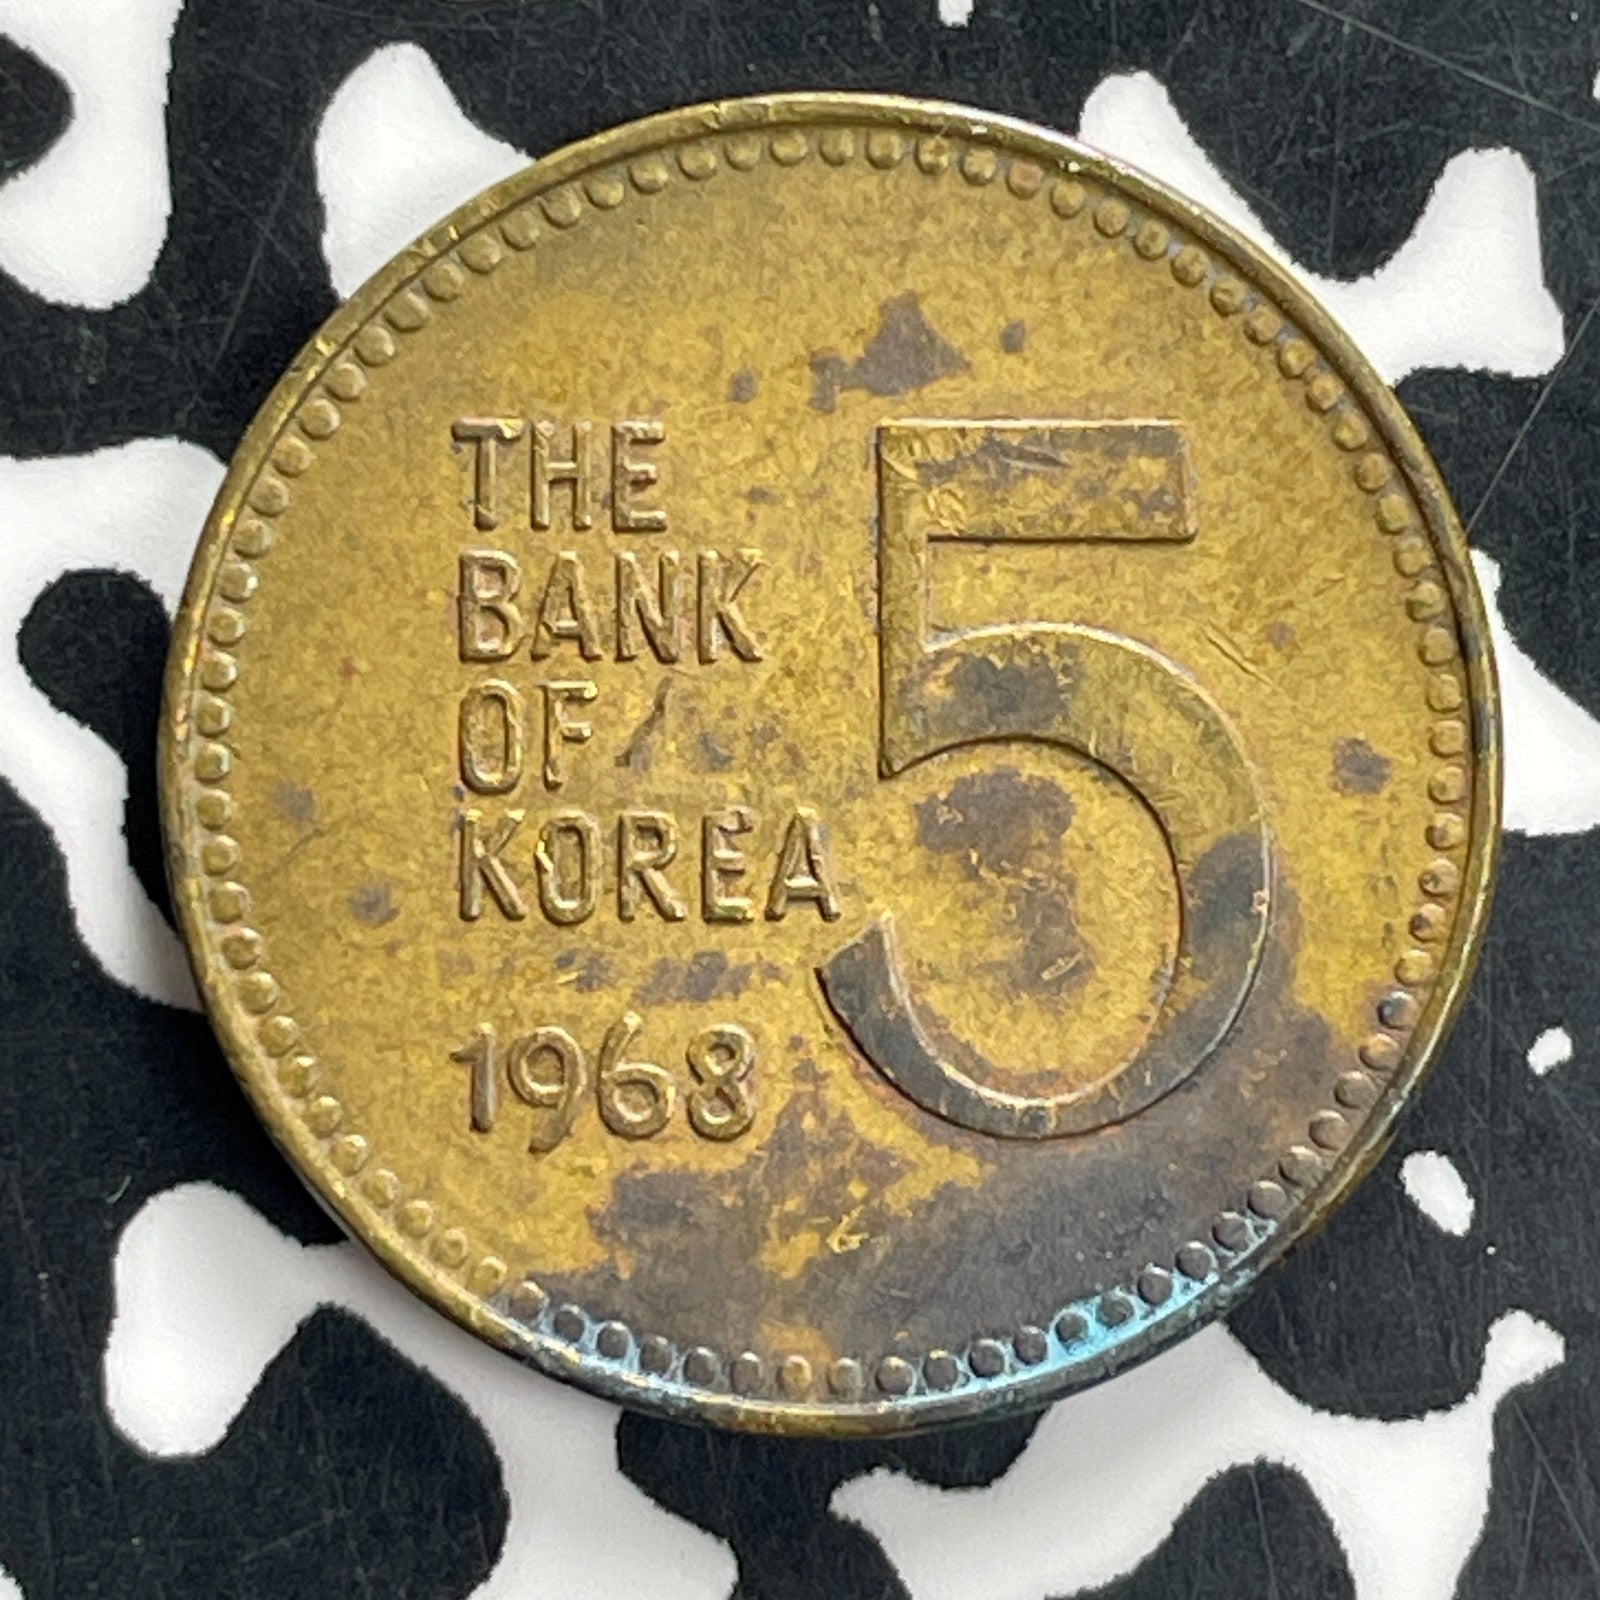 THE
BANK
OF
KOREA
1968
5